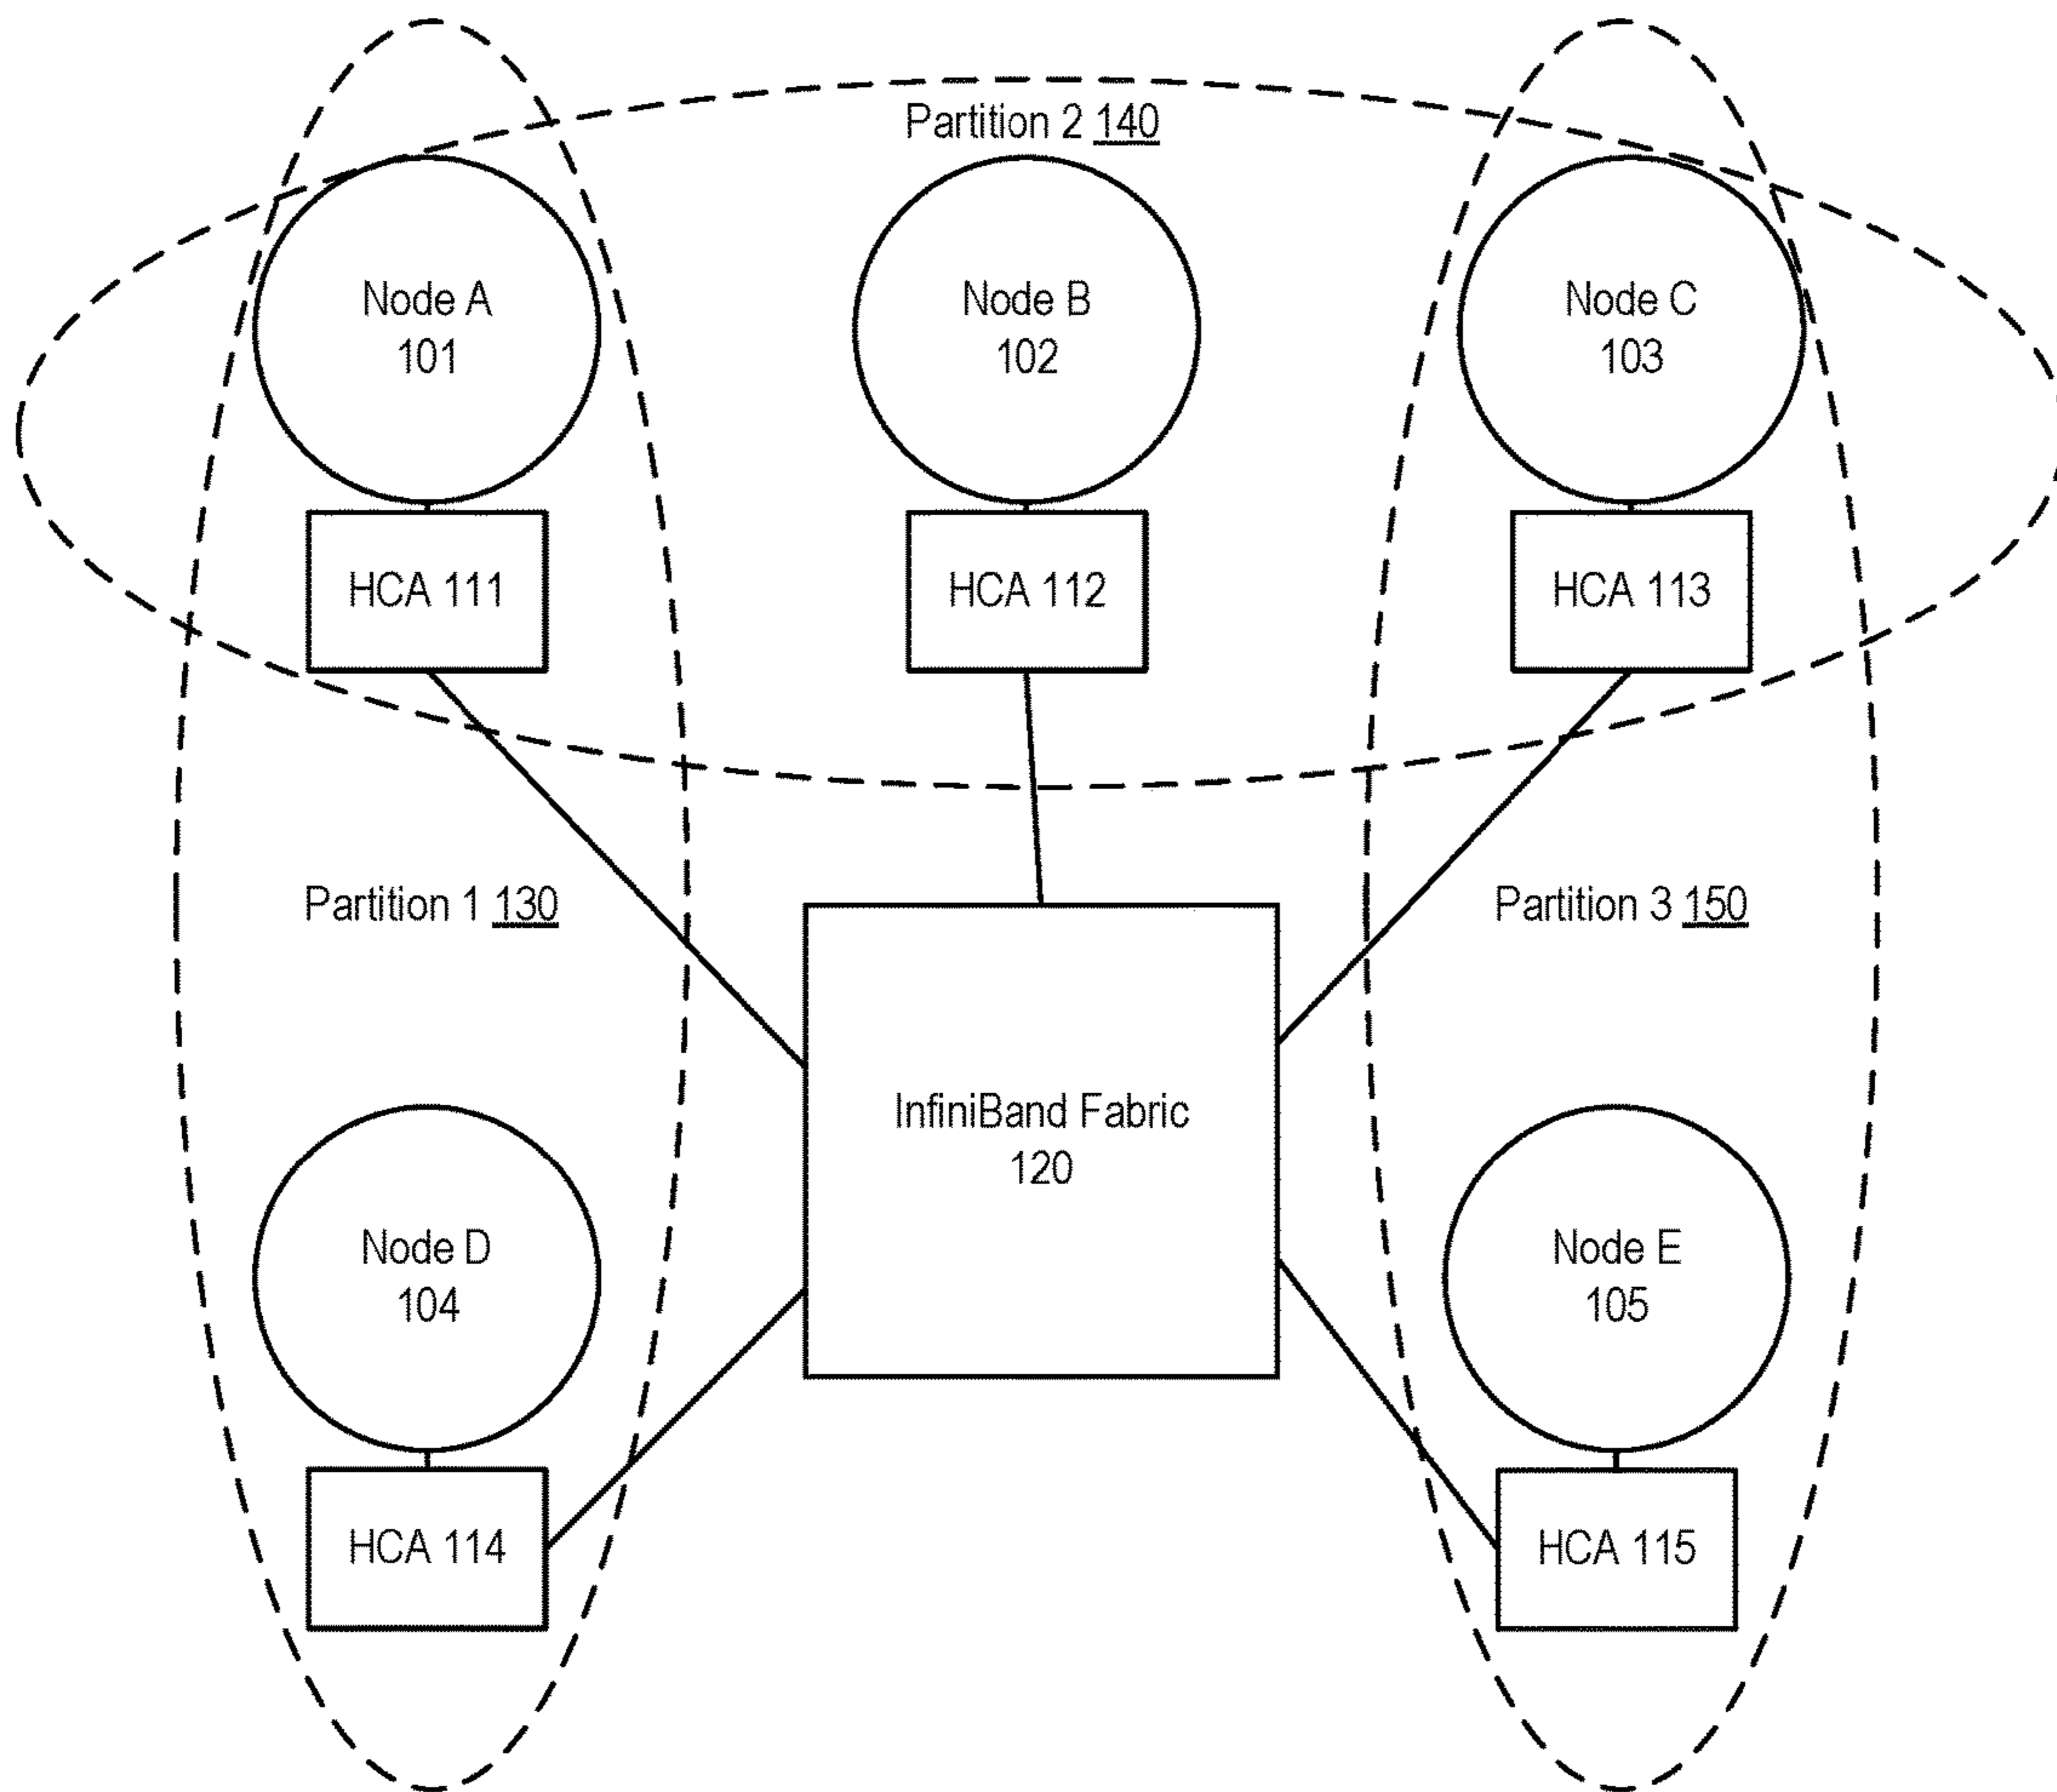 Partition 2 140
Node A
101
Node B
102
Node C
103
HCA 111
HCA 112
HCA 113
Partition 1 130
Partition 3 150
InfiniBand Fabric
120
Node D
104
Node E
105
HCA 114
HCA 115